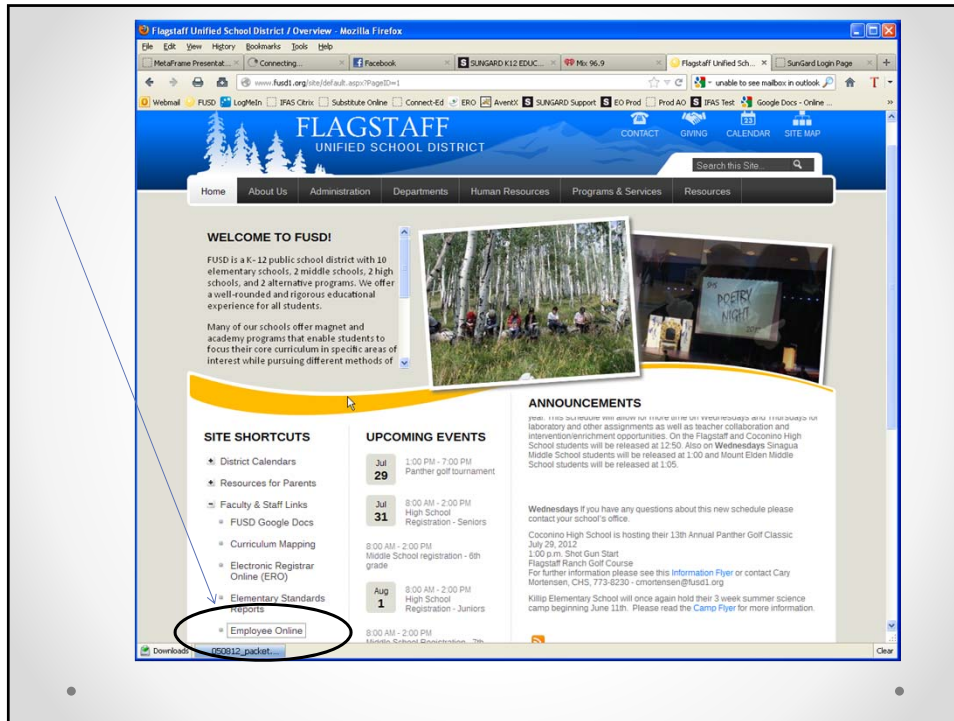 Flagstaff Unified School District / Overview - Mozilla Firefox
File Edit View History Bookmarks Tools Help
MetaFrame Presentat... Connecting... Facebook SUNGARD K12 EDUC... Mix 96.9 Flagstaff Unified Sch... SunGard Login Page
www.fusd1.org/site/default.aspx?PageID=1 unable to see mailbox in outlook
Webmail FUSD LogMeIn IFAS Citrix Substitute Online Connect-Ed ERO AventX SUNGARD Support EO Prod Prod AO IFAS Test Google Docs - Online ...
FLAGSTAFF
UNIFIED SCHOOL DISTRICT
CONTACT GIVING CALENDAR SITE MAP
Search this Site...
Home About Us Administration Departments Human Resources Programs & Services Resources
WELCOME TO FUSD!
FUSD is a K-12 public school district with 10
elementary schools, 2 middle schools, 2 high
schools, and 2 alternative programs. We offer
a well-rounded and rigorous educational
experience for all students.
Many of our schools offer magnet and
academy programs that enable students to
focus their core curriculum in specific areas of
interest while pursuing different methods of
POETRY
NIGHT
SITE SHORTCUTS
District Calendars
Resources for Parents
Faculty & Staff Links
FUSD Google Docs
Curriculum Mapping
Electronic Registrar
Online (ERO)
Elementary Standards
Reports
Employee Online
UPCOMING EVENTS
Jul
29
1:00 PM - 7:00 PM
Panther golf tournament
Jul
31
8:00 AM - 2:00 PM
High School
Registration - Seniors
8:00 AM - 2:00 PM
Middle School registration - 6th
grade
Aug
1
8:00 AM - 2:00 PM
High School
Registration - Juniors
8:00 AM - 2:00 PM
Middle School Registration - 7th
ANNOUNCEMENTS
year. This schedule will allow for more time on Wednesdays and Thursdays for
laboratory and other assignments as well as teacher collaboration and
intervention/enrichment opportunities. On the Flagstaff and Coconino High
School students will be released at 12:50. Also on Wednesdays Sinagua
Middle School students will be released at 1:00 and Mount Elden Middle
School students will be released at 1:05.
Wednesdays if you have any questions about this new schedule please
contact your school's office.
Coconino High School is hosting their 13th Annual Panther Golf Classic
July 29, 2012
1:00 p.m. Shot Gun Start
Flagstaff Ranch Golf Course
For further information please see this Information Flyer or contact Cary
Mortensen, CHS, 773-8230 - cmortensen@fusd1.org
Killip Elementary School will once again hold their 3 week summer science
camp beginning June 11th. Please read the Camp Flyer for more information.
Downloads 050812_packet.... Clear